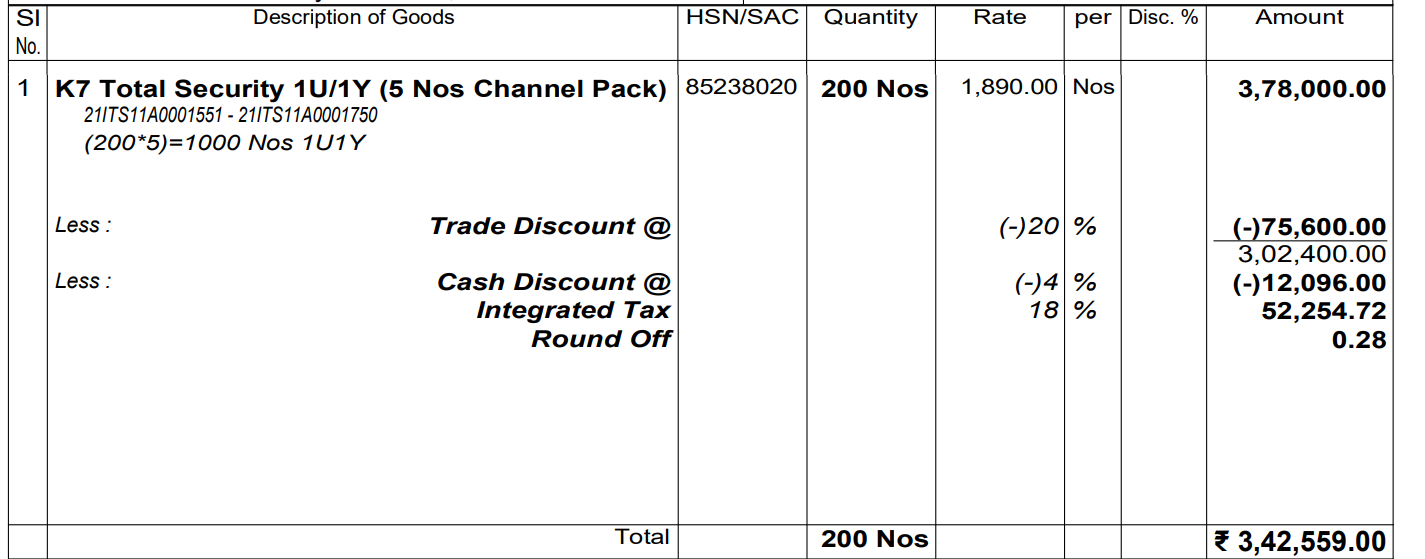 SI No. Description of Goods HSN/SAC Quantity Rate per Disc. % Amount
1 K7 Total Security 1U/1Y (5 Nos Channel Pack) 85238020 200 Nos 1,890.00 Nos 3,78,000.00
21ITS11A0001551 - 21ITS11A0001750
(200*5)=1000 Nos 1U1Y
Less : Trade Discount @ (-)20 % (-)75,600.00
3,02,400.00
Less : Cash Discount @ (-)4 % (-)12,096.00
Integrated Tax 18 % 52,254.72
Round Off 0.28
Total 200 Nos ₹ 3,42,559.00